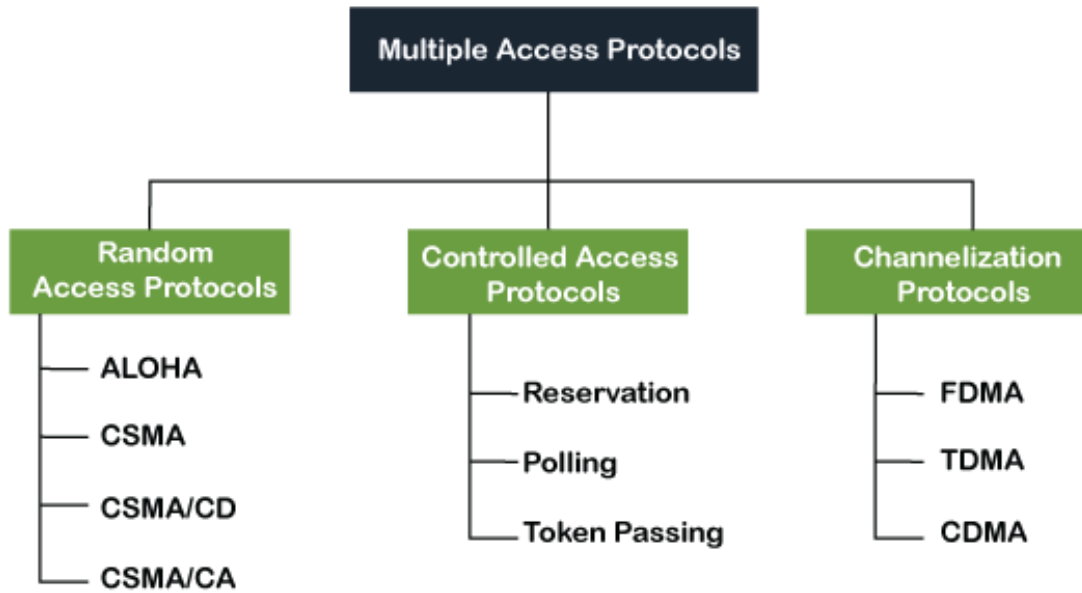 Multiple Access Protocols
Random
Access Protocols
ALOHA
CSMA
CSMA/CD
CSMA/CA
Controlled Access
Protocols
Reservation
Polling
Token Passing
Channelization
Protocols
FDMA
TDMA
CDMA